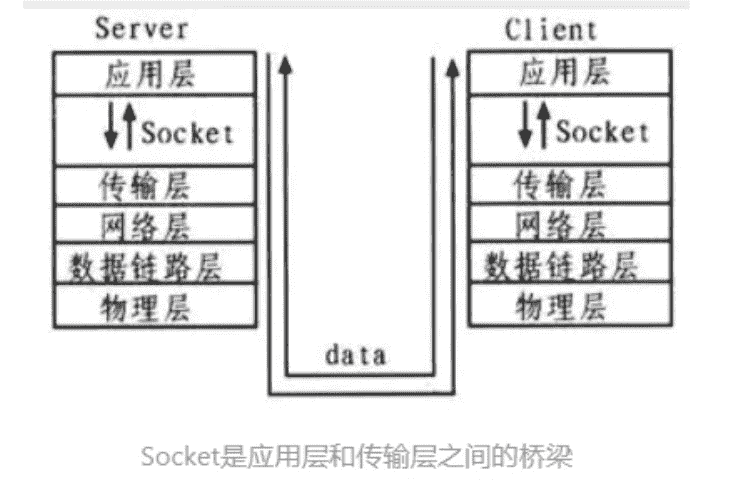 Server
应用层
Socket
传输层
网络层
数据链路层
物理层
Client
应用层
Socket
传输层
网络层
数据链路层
物理层
data
Socket是应用层和传输层之间的桥梁